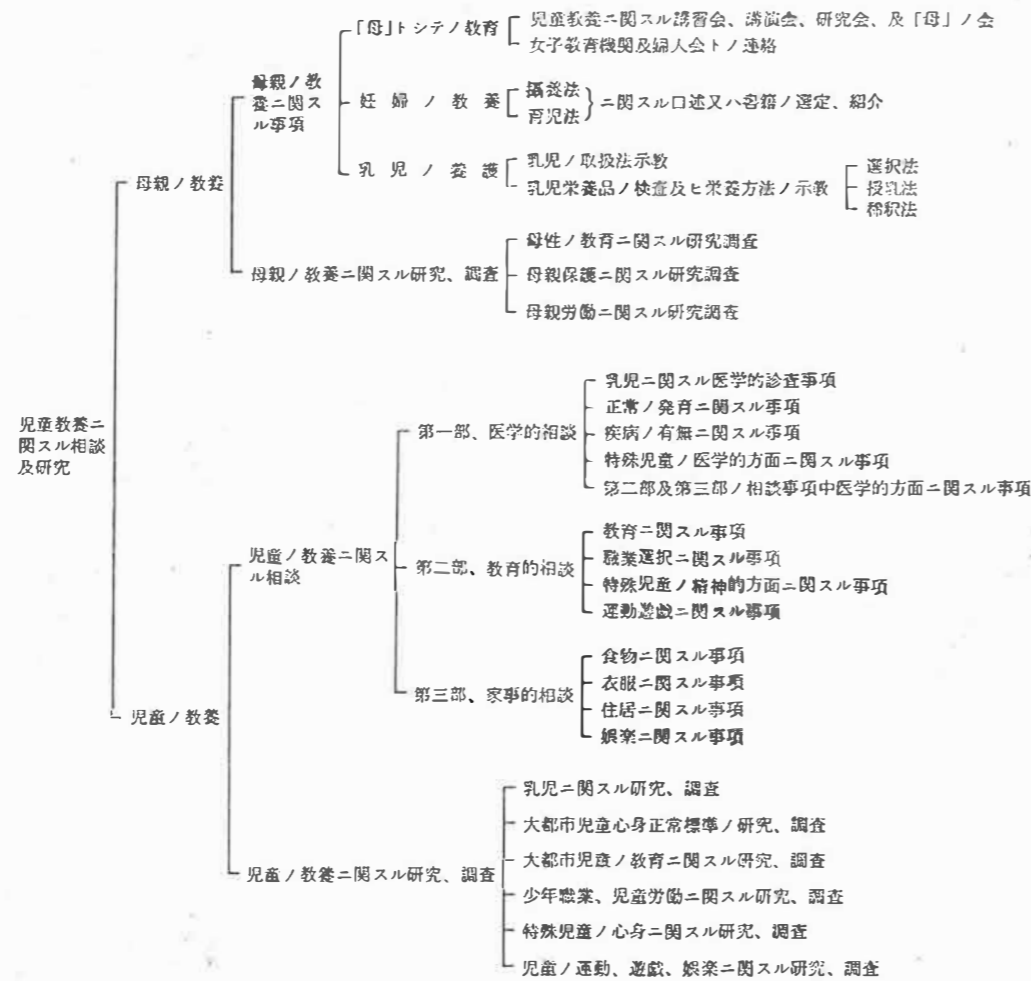 児童教養ニ
関スル相談
及研究
母親ノ教養
母親ノ教
養ニ関ス
ル事項
「母」トシテノ教育
児童教養ニ関スル講習会、講演会、研究会、及「母」ノ会
女子教育機関及婦人会トノ連絡
妊婦ノ教養
摂養法
育児法
ニ関スル口述又ハ書籍ノ選定、紹介
乳児ノ養護
乳児ノ取扱法示教
乳児栄養品ノ検査及ヒ栄養方法ノ示教
選択法
授乳法
稀釈法
母親ノ教養ニ関スル研究、調査
母性ノ教育ニ関スル研究調査
母親保護ニ関スル研究調査
母親労働ニ関スル研究調査
児童ノ教養
児童ノ教養ニ関ス
ル相談
第一部、医学的相談
乳児ニ関スル医学的診査事項
正常ノ発育ニ関スル事項
疾病ノ有無ニ関スル事項
特殊児童ノ医学的方面ニ関スル事項
第二部及第三部ノ相談事項中医学的方面ニ関スル事項
第二部、教育的相談
教育ニ関スル事項
職業選択ニ関スル事項
特殊児童ノ精神的方面ニ関スル事項
運動遊戯ニ関スル事項
第三部、家事的相談
食物ニ関スル事項
衣服ニ関スル事項
住居ニ関スル事項
娯楽ニ関スル事項
児童ノ教養ニ関スル研究、調査
乳児ニ関スル研究、調査
大都市児童心身正常標準ノ研究、調査
大都市児童ノ教育ニ関スル研究、調査
少年職業、児童労働ニ関スル研究、調査
特殊児童ノ心身ニ関スル研究、調査
児童ノ運動、遊戯、娯楽ニ関スル研究、調査